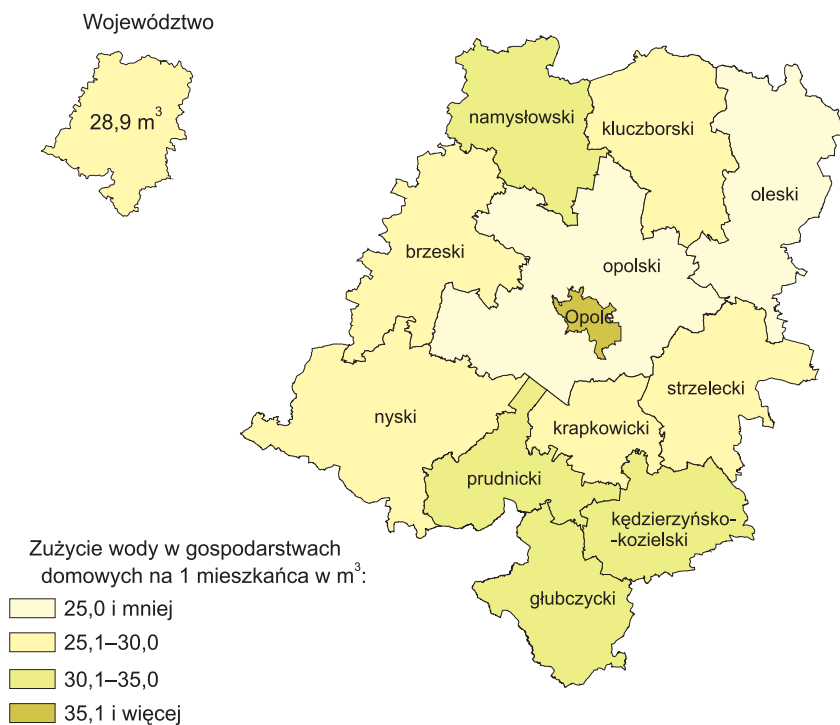 Województwo
28,9 m³
namysłowski
kluczborski
oleski
brzeski
opolski
Opole
strzelecki
nyski
krapkowicki
prudnicki
kędzierzyńsko-
-kozielski
głubczycki
Zużycie wody w gospodarstwach
domowych na 1 mieszkańca w m³:
25,0 i mniej
25,1–30,0
30,1–35,0
35,1 i więcej